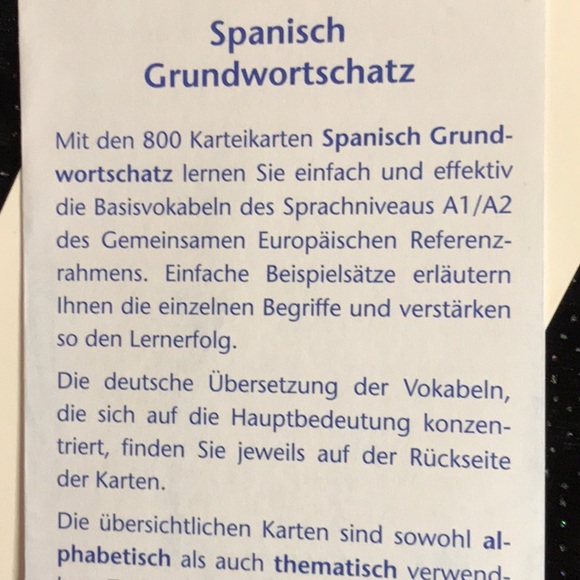 Spanisch
Grundwortschatz
Mit den 800 Karteikarten Spanisch Grund-
wortschatz lernen Sie einfach und effektiv
die Basisvokabeln des Sprachniveaus A1/A2
des Gemeinsamen Europäischen Referenz-
rahmens. Einfache Beispielsätze erläutern
Ihnen die einzelnen Begriffe und verstärken
so den Lernerfolg.
Die deutsche Übersetzung der Vokabeln,
die sich auf die Hauptbedeutung konzen-
triert, finden Sie jeweils auf der Rückseite
der Karten.
Die übersichtlichen Karten sind sowohl al-
phabetisch als auch thematisch verwend-